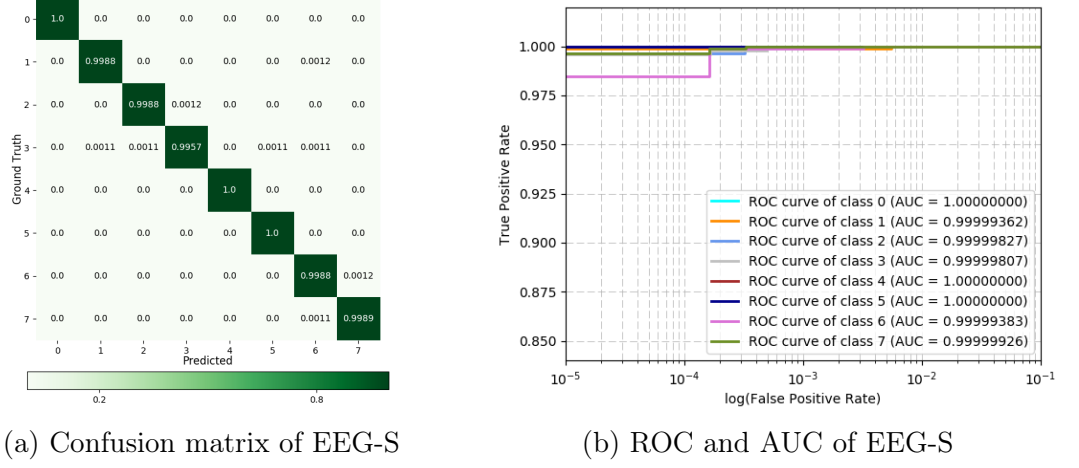 0 1.0 0.0 0.0 0.0 0.0 0.0 0.0 0.0
1 0.0 0.9988 0.0 0.0 0.0 0.0 0.0012 0.0
2 0.0 0.0 0.9988 0.0012 0.0 0.0 0.0 0.0
3 0.0 0.0011 0.0011 0.9957 0.0 0.0011 0.0011 0.0
4 0.0 0.0 0.0 0.0 1.0 0.0 0.0 0.0
5 0.0 0.0 0.0 0.0 0.0 1.0 0.0 0.0
6 0.0 0.0 0.0 0.0 0.0 0.0 0.9988 0.0012
7 0.0 0.0 0.0 0.0 0.0 0.0 0.0011 0.9989
0 1 2 3 4 5 6 7
Ground Truth
Predicted
0.2 0.8
(a) Confusion matrix of EEG-S
1.000
0.975
0.950
0.925
0.900
0.875
0.850
True Positive Rate
ROC curve of class 0 (AUC = 1.00000000)
ROC curve of class 1 (AUC = 0.99999362)
ROC curve of class 2 (AUC = 0.99999827)
ROC curve of class 3 (AUC = 0.99999807)
ROC curve of class 4 (AUC = 1.00000000)
ROC curve of class 5 (AUC = 1.00000000)
ROC curve of class 6 (AUC = 0.99999383)
ROC curve of class 7 (AUC = 0.99999926)
10⁻⁵ 10⁻⁴ 10⁻³ 10⁻² 10⁻¹
log(False Positive Rate)
(b) ROC and AUC of EEG-S